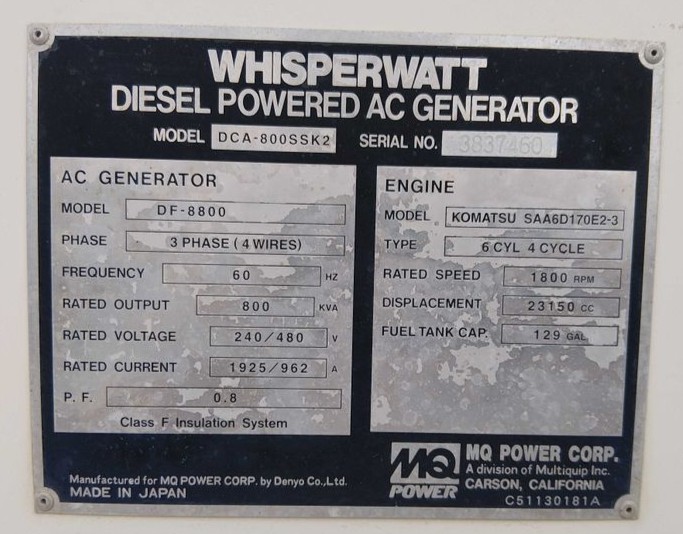 WHISPERWATT
DIESEL POWERED AC GENERATOR
MODEL DCA-800SSK2 SERIAL NO. 3837460
AC GENERATOR
MODEL DF-8800
PHASE 3 PHASE (4 WIRES)
FREQUENCY 60 HZ
RATED OUTPUT 800 KVA
RATED VOLTAGE 240/480 V
RATED CURRENT 1925/962 A
P. F. 0.8
Class F Insulation System
ENGINE
MODEL KOMATSU SAA6D170E2-3
TYPE 6 CYL 4 CYCLE
RATED SPEED 1800 RPM
DISPLACEMENT 23150 CC
FUEL TANK CAP. 129 GAL.
Manufactured for MQ POWER CORP. by Denyo Co.,Ltd.
MADE IN JAPAN
MQ
POWER
MQ POWER CORP.
A division of Multiquip Inc.
CARSON, CALIFORNIA
C51130181A